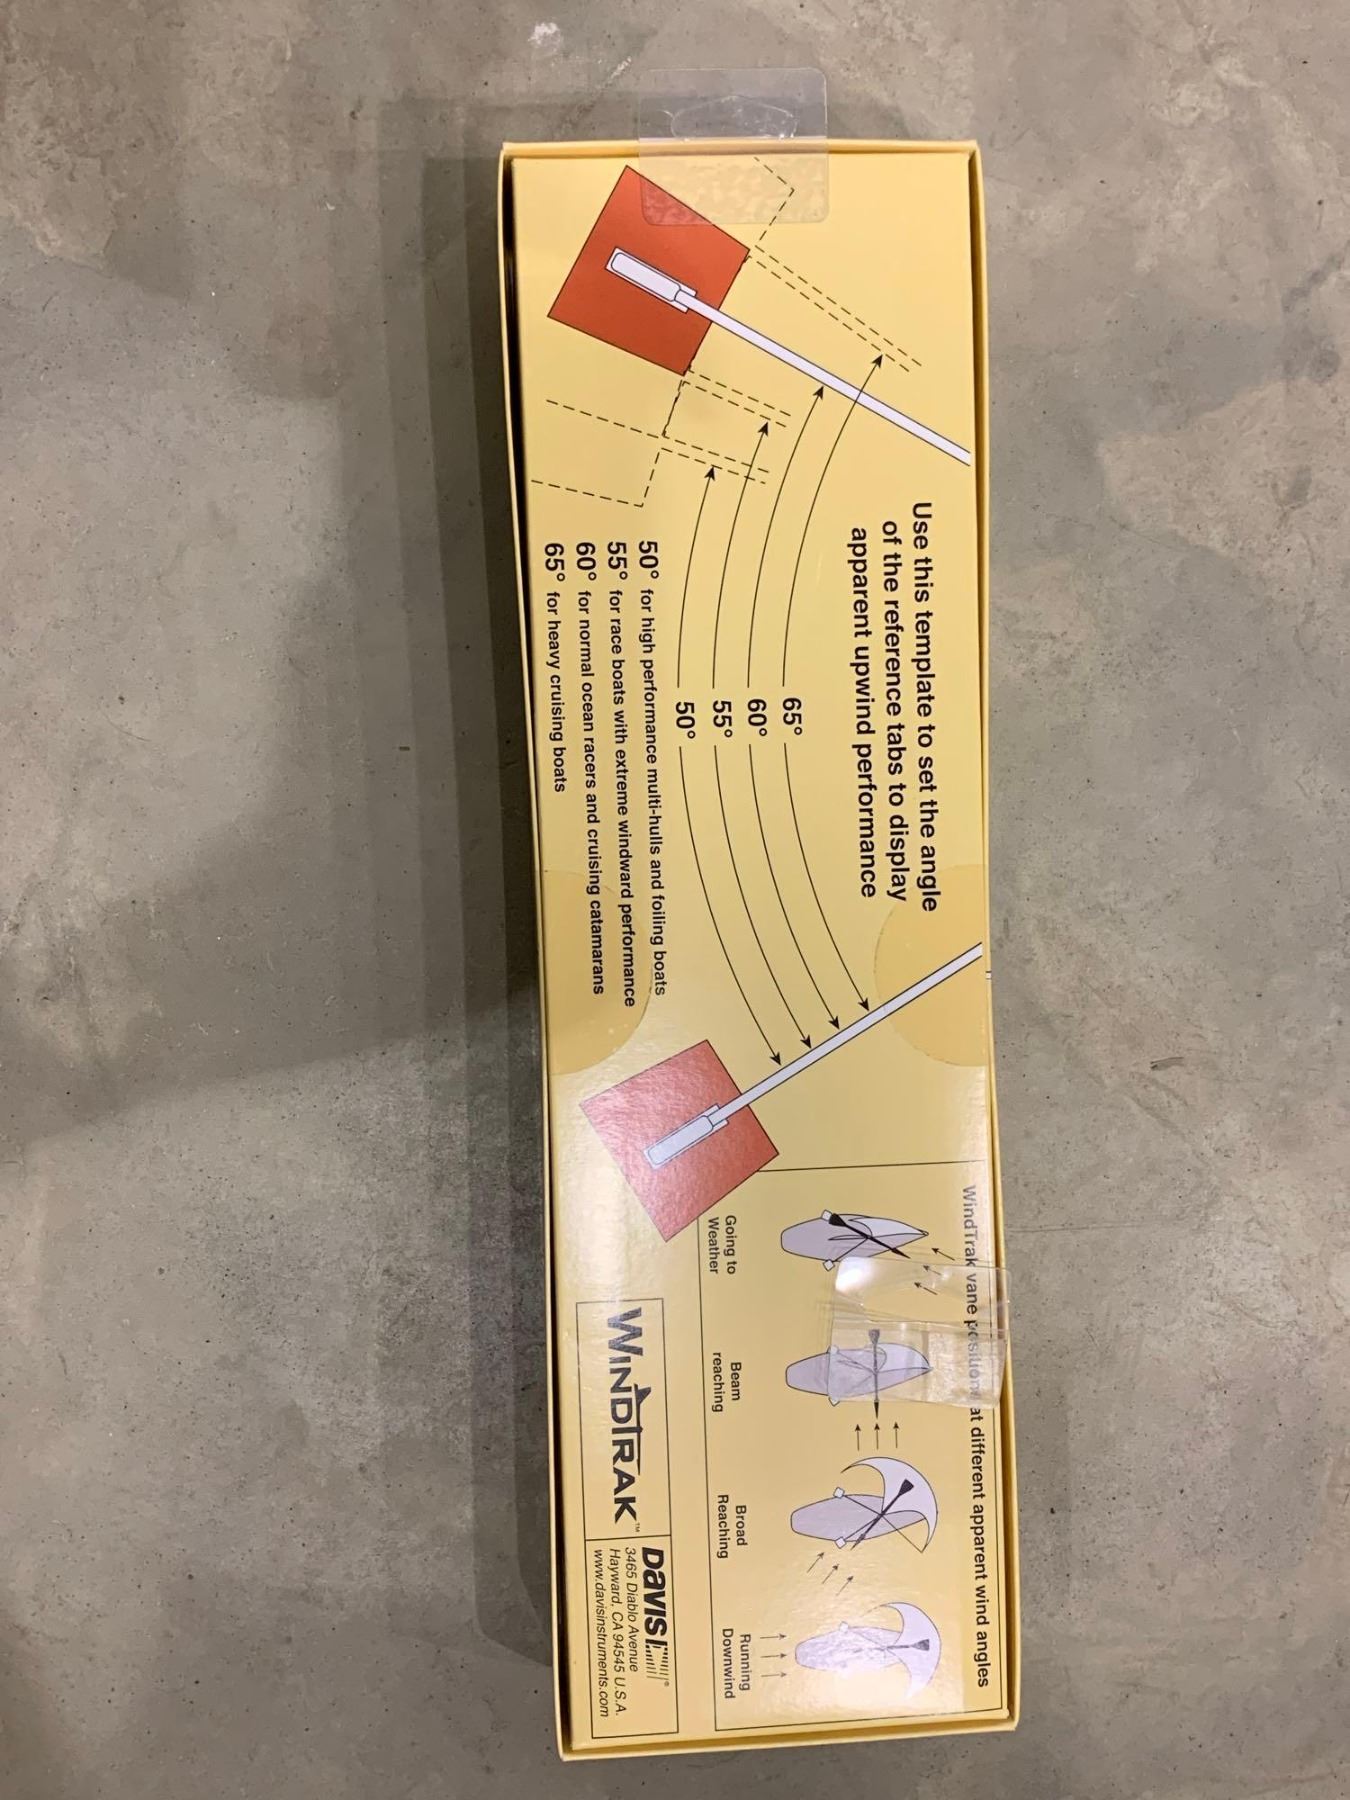 Use this template to set the angle
of the reference tabs to display
apparent upwind performance
65°
60°
55°
50°
50° for high performance multi-hulls and foiling boats
55° for race boats with extreme windward performance
60° for normal ocean racers and cruising catamarans
65° for heavy cruising boats
WindTrak vane positions at different apparent wind angles
Going to
Weather
Beam
reaching
Broad
Reaching
Running
Downwind
WINDTRAK™
DAVIS®
3465 Diablo Avenue
Hayward, CA 94545 U.S.A.
www.davisinstruments.com